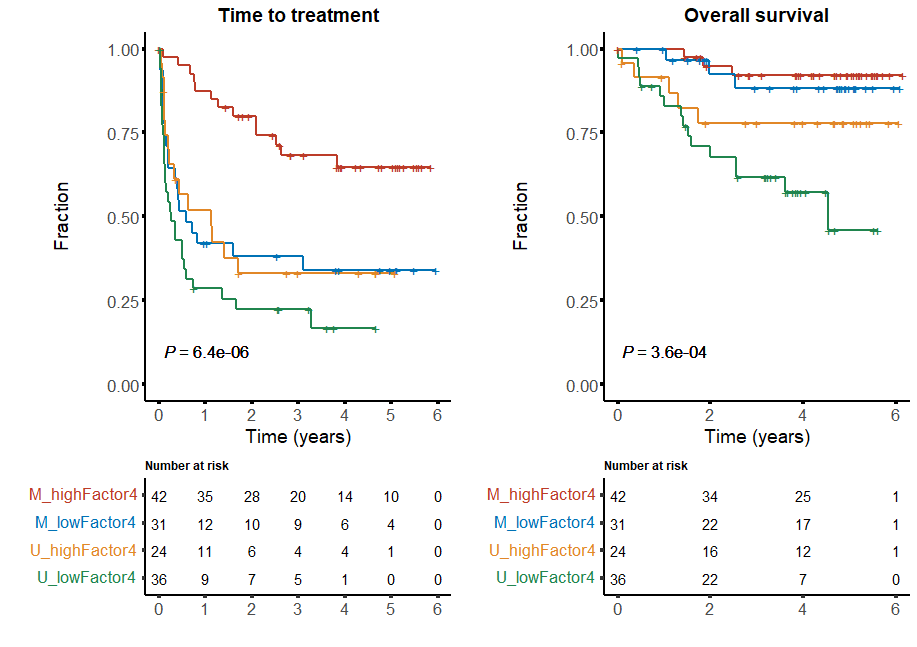 Time to treatment
Overall survival
1.00
0.75
0.50
0.25
0.00
Fraction
P = 6.4e-06
0 1 2 3 4 5 6
Time (years)
1.00
0.75
0.50
0.25
0.00
Fraction
P = 3.6e-04
0 2 4 6
Time (years)
Number at risk
M_highFactor4 42 35 28 20 14 10 0
M_lowFactor4 31 12 10 9 6 4 0
U_highFactor4 24 11 6 4 4 1 0
U_lowFactor4 36 9 7 5 1 0 0
0 1 2 3 4 5 6
Number at risk
M_highFactor4 42 34 25 1
M_lowFactor4 31 22 17 1
U_highFactor4 24 16 12 1
U_lowFactor4 36 22 7 0
0 2 4 6